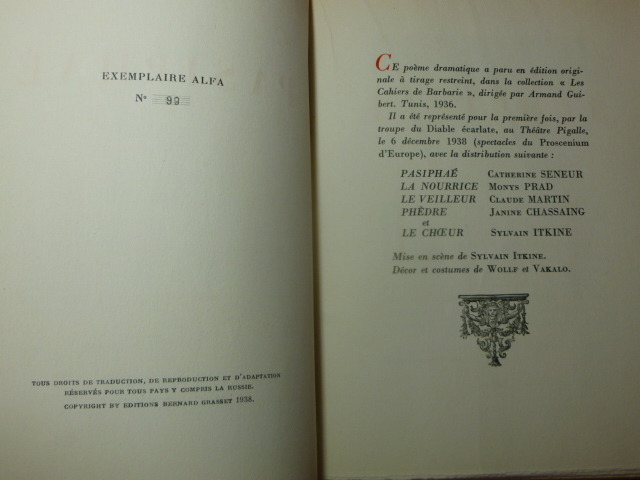 EXEMPLAIRE ALFA
N° 99
TOUS DROITS DE TRADUCTION, DE REPRODUCTION ET D'ADAPTATION
RÉSERVÉS POUR TOUS PAYS Y COMPRIS LA RUSSIE.
COPYRIGHT BY EDITIONS BERNARD GRASSET 1938.
CE poème dramatique a paru en édition origi-
nale à tirage restreint, dans la collection « Les
Cahiers de Barbarie », dirigée par Armand Gui-
bert. Tunis, 1936.
Il a été représenté pour la première fois, par la
troupe du Diable écarlate, au Théâtre Pigalle,
le 6 décembre 1938 (spectacles du Proscenium
d'Europe), avec la distribution suivante :
PASIPHAÉ CATHERINE SENEUR
LA NOURRICE MONYS PRAD
LE VEILLEUR CLAUDE MARTIN
PHÈDRE JANINE CHASSAING
et
LE CHŒUR SYLVAIN ITKINE
Mise en scène de SYLVAIN ITKINE.
Décor et costumes de WOLLF et VAKALO.